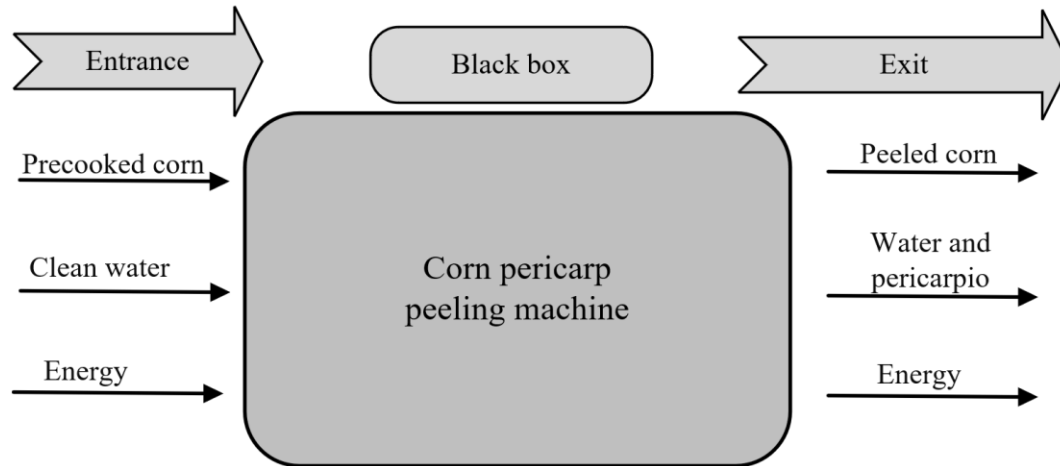 Entrance
Black box
Exit
Precooked corn
Clean water
Energy
Corn pericarp
peeling machine
Peeled corn
Water and
pericarpio
Energy